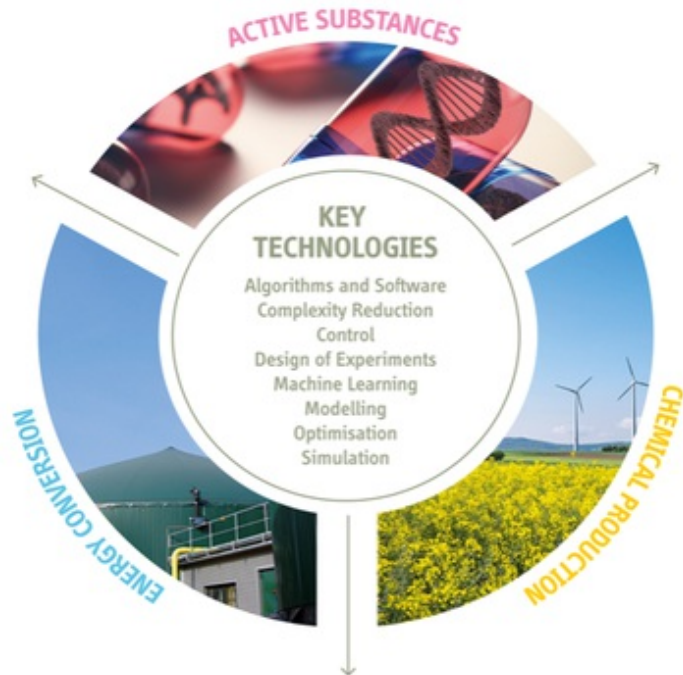 ACTIVE SUBSTANCES
KEY
TECHNOLOGIES
Algorithms and Software
Complexity Reduction
Control
Design of Experiments
Machine Learning
Modelling
Optimisation
Simulation
ENERGY CONVERSION
CHEMICAL PRODUCTION